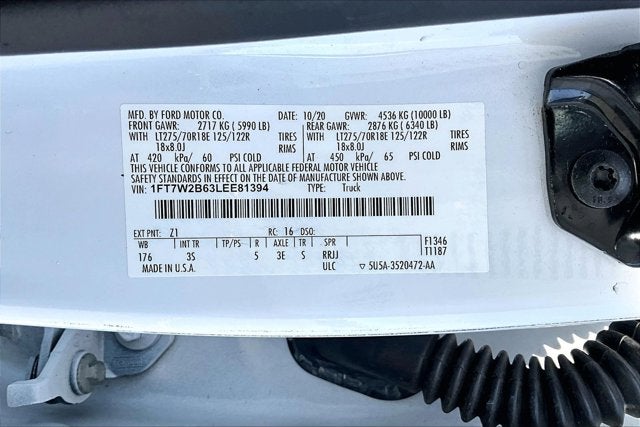 MFD. BY FORD MOTOR CO. DATE: 10/20 GVWR: 4536 KG (10000 LB)
FRONT GAWR: 2717 KG ( 5990 LB) REAR GAWR: 2876 KG ( 6340 LB)
WITH LT275/70R18E 125/122R TIRES WITH LT275/70R18E 125/122R TIRES
18x8.0J RIMS 18x8.0J RIMS
AT 420 kPa/ 60 PSI COLD AT 450 kPa/ 65 PSI COLD
THIS VEHICLE CONFORMS TO ALL APPLICABLE FEDERAL MOTOR VEHICLE
SAFETY STANDARDS IN EFFECT ON THE DATE OF MANUFACTURE SHOWN ABOVE.
VIN: 1FT7W2B63LEE81394 TYPE: Truck
EXT PNT: Z1 RC: 16 DSO: F1346
WB INT TR TP/PS R AXLE TR SPR T1187
176 3S 5 3E S RRJJ
MADE IN U.S.A. ULC ▽ 5U5A-3520472-AA